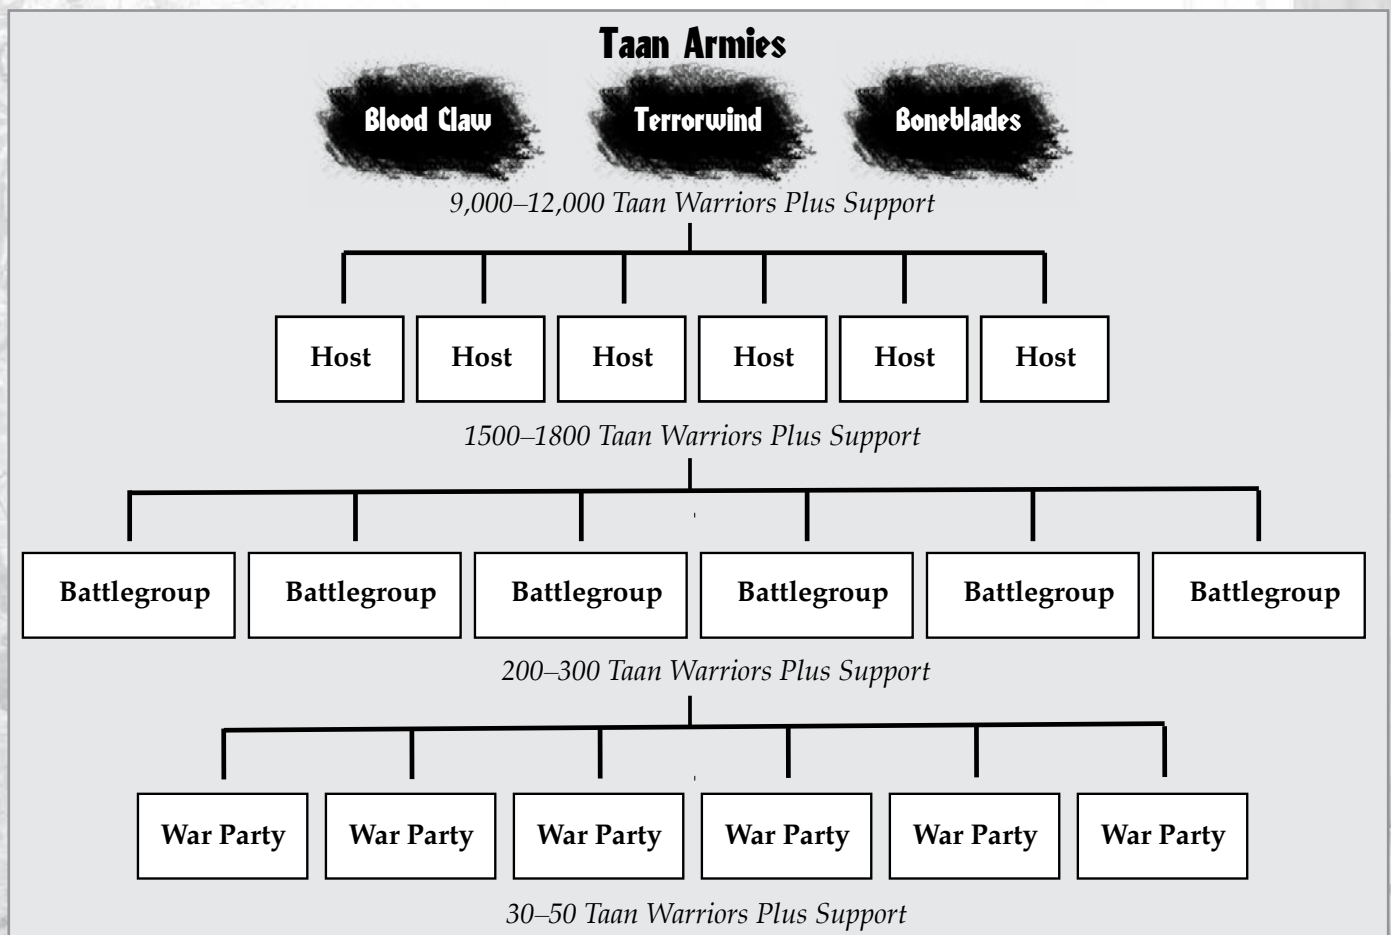 Taan Armies
Blood Claw Terrorwind Boneblades
9,000–12,000 Taan Warriors Plus Support
Host Host Host Host Host Host
1500–1800 Taan Warriors Plus Support
Battlegroup Battlegroup Battlegroup Battlegroup Battlegroup Battlegroup
200–300 Taan Warriors Plus Support
War Party War Party War Party War Party War Party War Party
30–50 Taan Warriors Plus Support